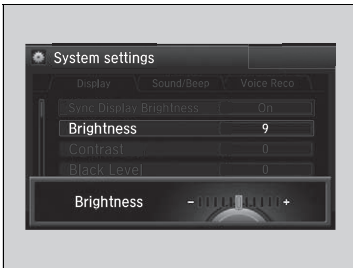 System settings
Display Sound/Beep Voice Reco
Sync Display Brightness On
Brightness 9
Contrast 0
Black Level 0
Brightness - +